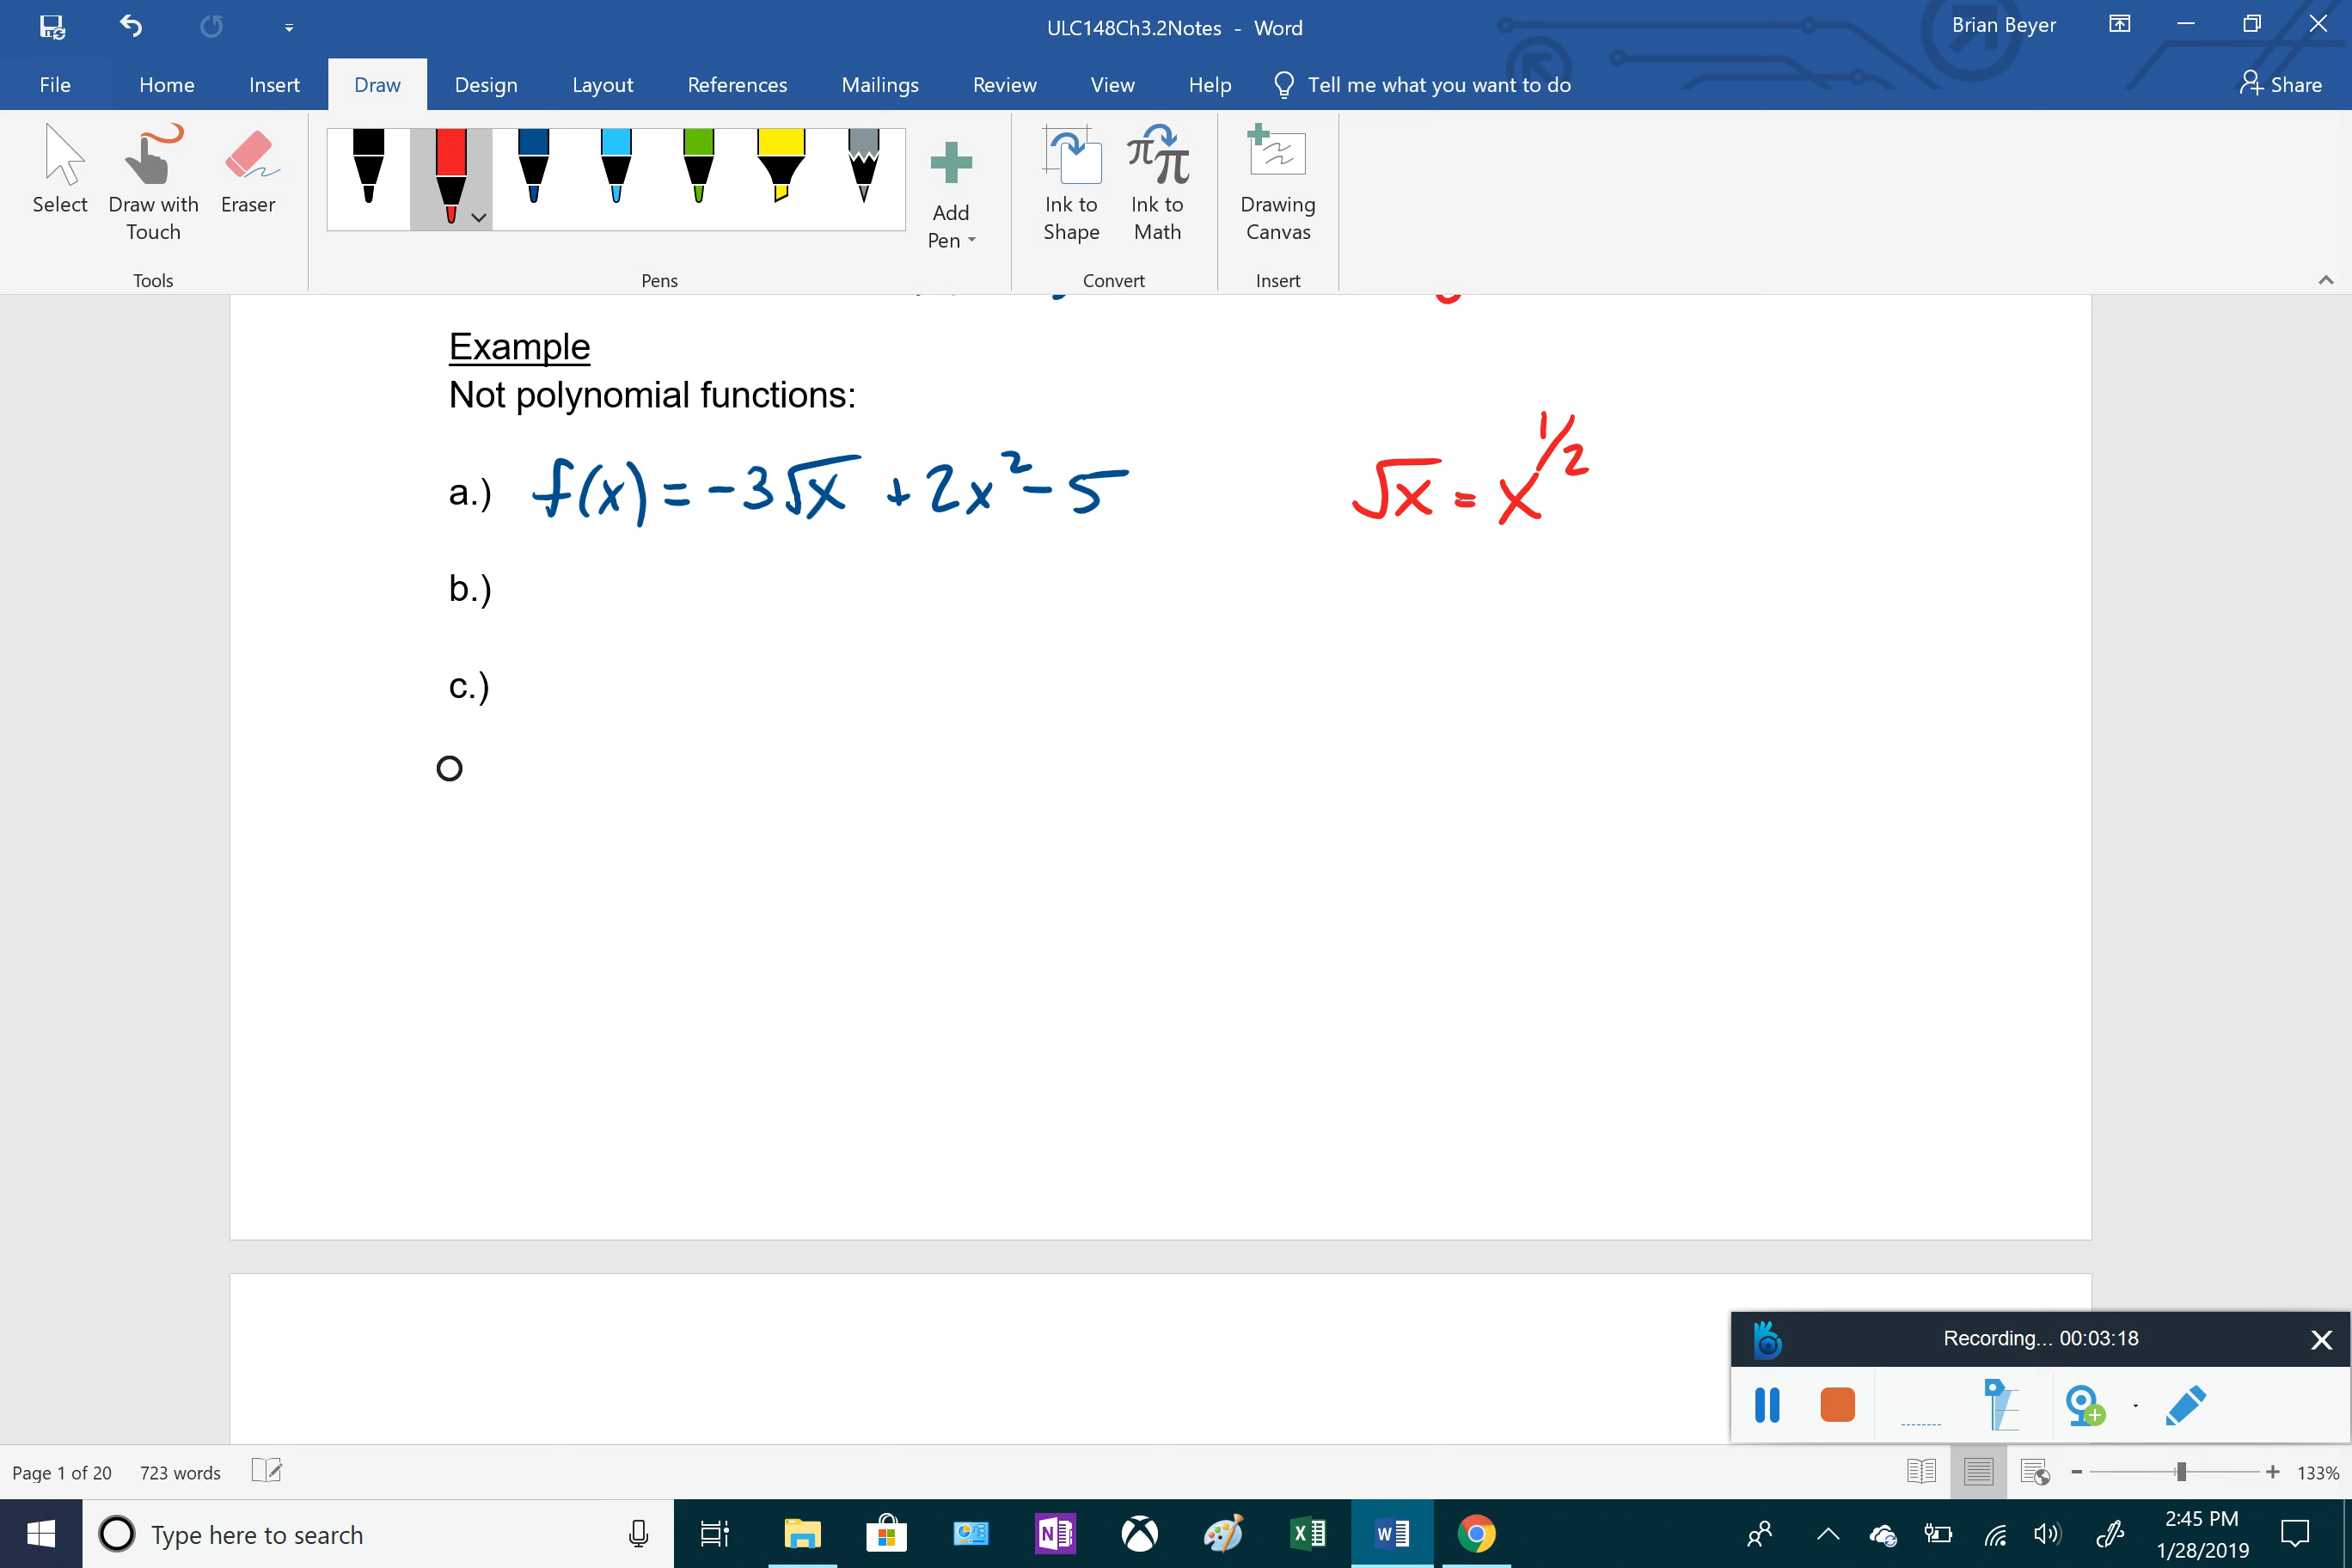 ULC148Ch3.2Notes - Word
Brian Beyer
File Home Insert Draw Design Layout References Mailings Review View Help Tell me what you want to do Share
Select Draw with Touch Eraser
Add Pen
Ink to Shape Ink to Math
Drawing Canvas
Tools Pens Convert Insert
Example
Not polynomial functions:
a.) f(x) = -3√x + 2x² - 5 √x = x^1/2
b.)
c.)
Recording... 00:03:18
Page 1 of 20 723 words 133%
Type here to search
2:45 PM
1/28/2019